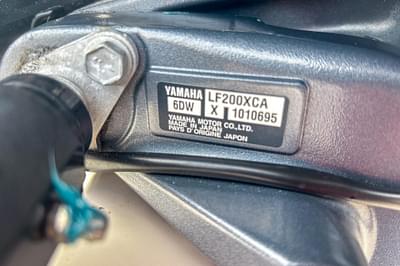 YAMAHA LF200XCA
6DW X 1010695
YAMAHA MOTOR CO.,LTD.
MADE IN JAPAN
PAYS D'ORIGINE JAPON